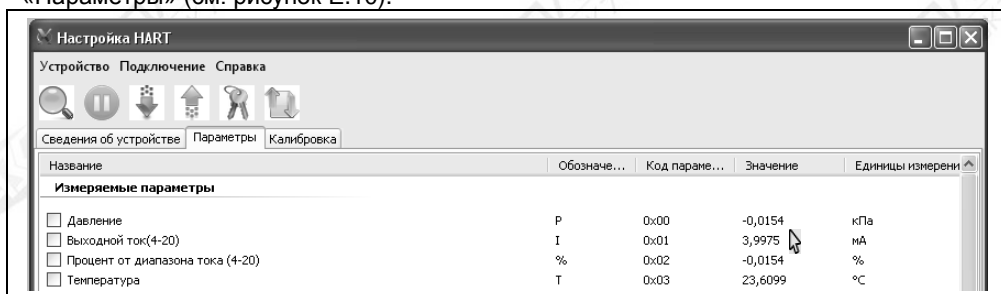 «Параметры» (см. рисунок Е.10).
Настройка HART
Устройство Подключение Справка
Сведения об устройстве Параметры Калибровка
Название Обозначе... Код параме... Значение Единицы измерени
Измеряемые параметры
Давление P 0x00 -0,0154 кПа
Выходной ток(4-20) I 0x01 3,9975 мА
Процент от диапазона тока (4-20) % 0x02 -0,0154 %
Температура T 0x03 23,6099 °C